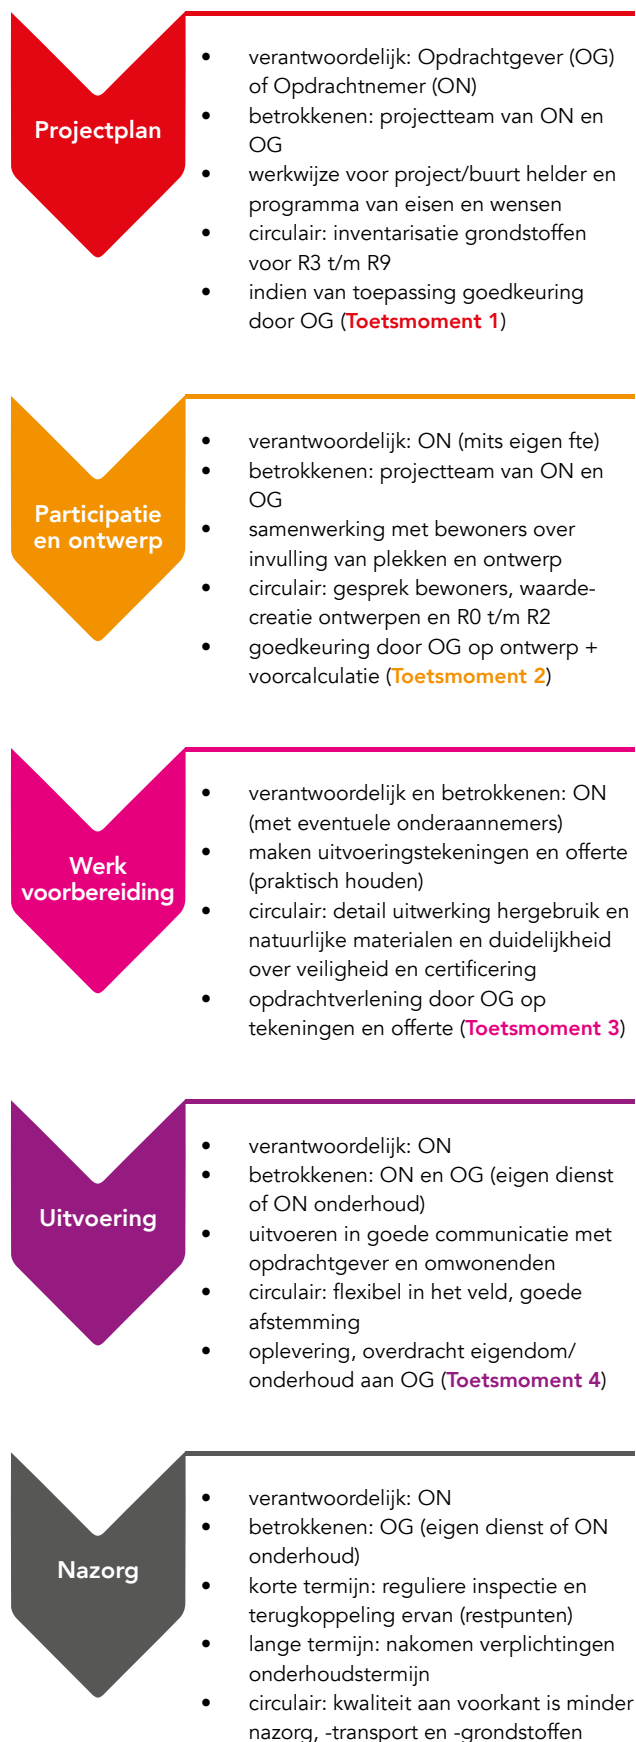 Projectplan
• verantwoordelijk: Opdrachtgever (OG)
of Opdrachtnemer (ON)
• betrokkenen: projectteam van ON en
OG
• werkwijze voor project/buurt helder en
programma van eisen en wensen
• circulair: inventarisatie grondstoffen
voor R3 t/m R9
• indien van toepassing goedkeuring
door OG (Toetsmoment 1)
Participatie
en ontwerp
• verantwoordelijk: ON (mits eigen fte)
• betrokkenen: projectteam van ON en
OG
• samenwerking met bewoners over
invulling van plekken en ontwerp
• circulair: gesprek bewoners, waarde-
creatie ontwerpen en R0 t/m R2
• goedkeuring door OG op ontwerp +
voorcalculatie (Toetsmoment 2)
Werk
voorbereiding
• verantwoordelijk en betrokkenen: ON
(met eventuele onderaannemers)
• maken uitvoeringstekeningen en offerte
(praktisch houden)
• circulair: detail uitwerking hergebruik en
natuurlijke materialen en duidelijkheid
over veiligheid en certificering
• opdrachtverlening door OG op
tekeningen en offerte (Toetsmoment 3)
Uitvoering
• verantwoordelijk: ON
• betrokkenen: ON en OG (eigen dienst
of ON onderhoud)
• uitvoeren in goede communicatie met
opdrachtgever en omwonenden
• circulair: flexibel in het veld, goede
afstemming
• oplevering, overdracht eigendom/
onderhoud aan OG (Toetsmoment 4)
Nazorg
• verantwoordelijk: ON
• betrokkenen: OG (eigen dienst of ON
onderhoud)
• korte termijn: reguliere inspectie en
terugkoppeling ervan (restpunten)
• lange termijn: nakomen verplichtingen
onderhoudstermijn
• circulair: kwaliteit aan voorkant is minder
nazorg, -transport en -grondstoffen